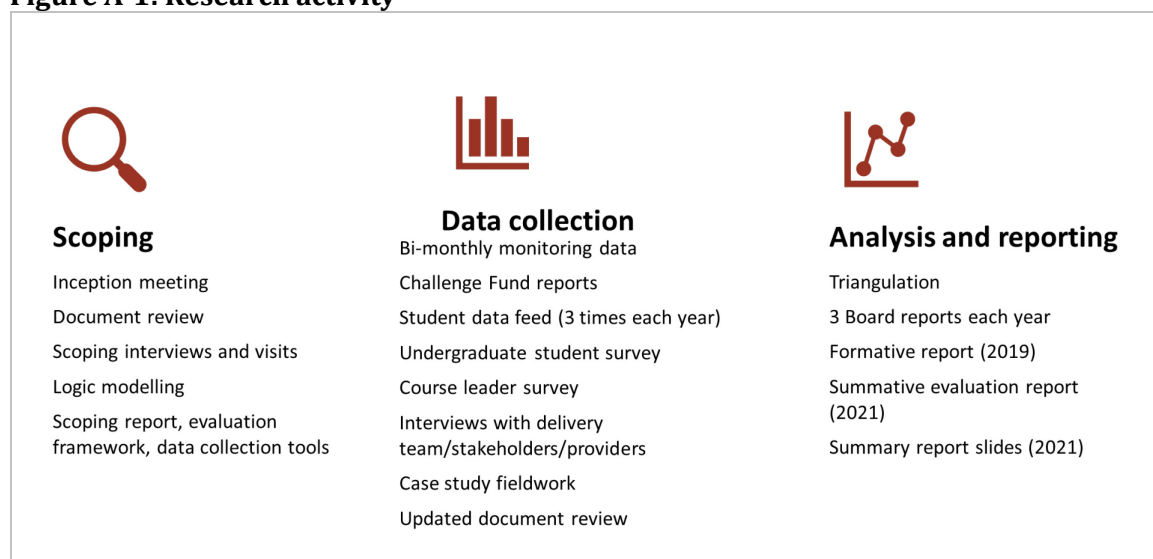 Figure A-1: Research activity
Scoping
Inception meeting
Document review
Scoping interviews and visits
Logic modelling
Scoping report, evaluation
framework, data collection tools
Data collection
Bi-monthly monitoring data
Challenge Fund reports
Student data feed (3 times each year)
Undergraduate student survey
Course leader survey
Interviews with delivery
team/stakeholders/providers
Case study fieldwork
Updated document review
Analysis and reporting
Triangulation
3 Board reports each year
Formative report (2019)
Summative evaluation report
(2021)
Summary report slides (2021)